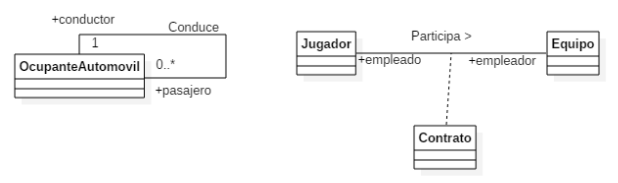 +conductor
Conduce
1
OcupanteAutomovil
0..*
+pasajero
Participa >
Jugador
Equipo
+empleado
+empleador
Contrato